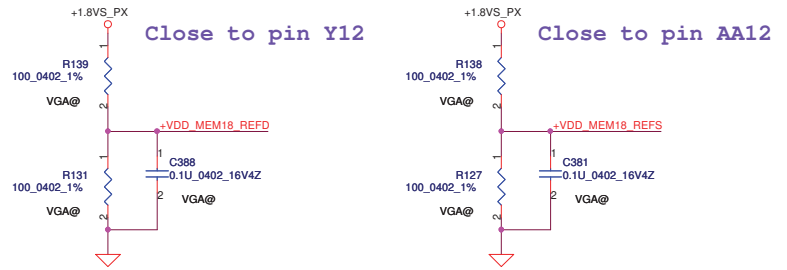 +1.8VS_PX
Close to pin Y12
1
R139
100_0402_1%
VGA@
2
+VDD_MEM18_REFD
1
R131
100_0402_1%
VGA@
2
1
C388
0.1U_0402_16V4Z
2
VGA@
+1.8VS_PX
Close to pin AA12
1
R138
100_0402_1%
VGA@
2
+VDD_MEM18_REFS
1
R127
100_0402_1%
VGA@
2
1
C381
0.1U_0402_16V4Z
2
VGA@